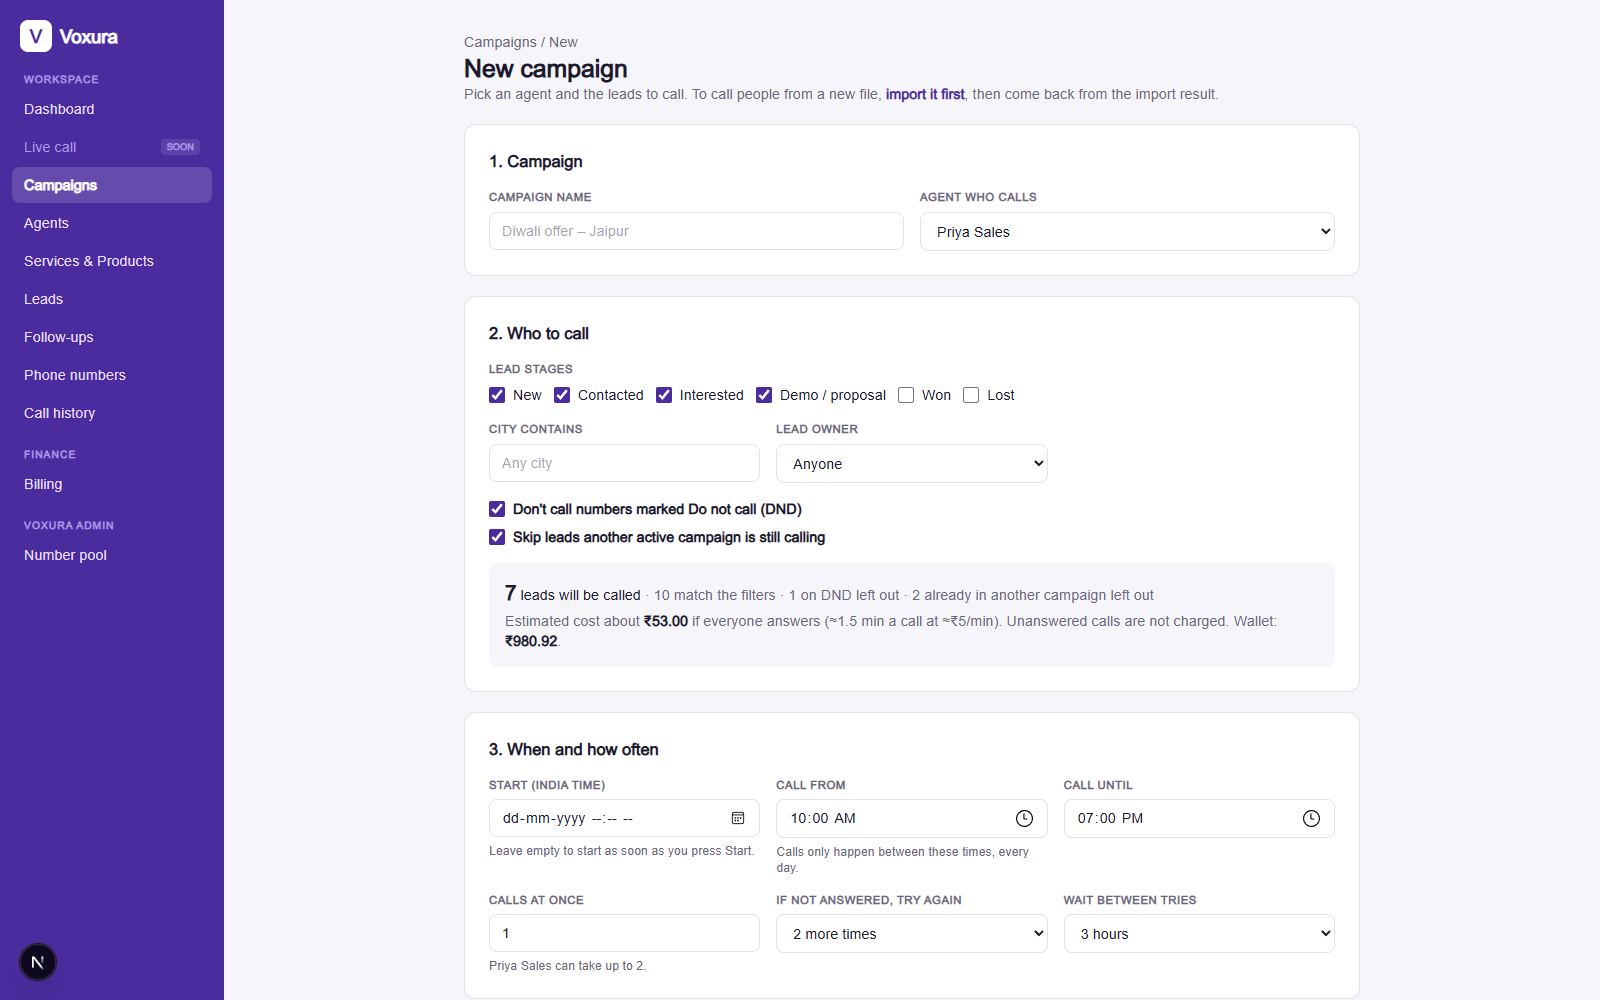 V Voxura
WORKSPACE
Dashboard
Live call SOON
Campaigns
Agents
Services & Products
Leads
Follow-ups
Phone numbers
Call history
FINANCE
Billing
VOXURA ADMIN
Number pool
N
Campaigns / New
New campaign
Pick an agent and the leads to call. To call people from a new file, import it first, then come back from the import result.
1. Campaign
CAMPAIGN NAME
Diwali offer – Jaipur
AGENT WHO CALLS
Priya Sales
2. Who to call
LEAD STAGES
New Contacted Interested Demo / proposal Won Lost
CITY CONTAINS
Any city
LEAD OWNER
Anyone
Don't call numbers marked Do not call (DND)
Skip leads another active campaign is still calling
7 leads will be called · 10 match the filters · 1 on DND left out · 2 already in another campaign left out
Estimated cost about ₹53.00 if everyone answers (≈1.5 min a call at ≈₹5/min). Unanswered calls are not charged. Wallet:
₹980.92.
3. When and how often
START (INDIA TIME)
dd-mm-yyyy --:-- --
Leave empty to start as soon as you press Start.
CALL FROM
10:00 AM
Calls only happen between these times, every
day.
CALL UNTIL
07:00 PM
CALLS AT ONCE
1
Priya Sales can take up to 2.
IF NOT ANSWERED, TRY AGAIN
2 more times
WAIT BETWEEN TRIES
3 hours